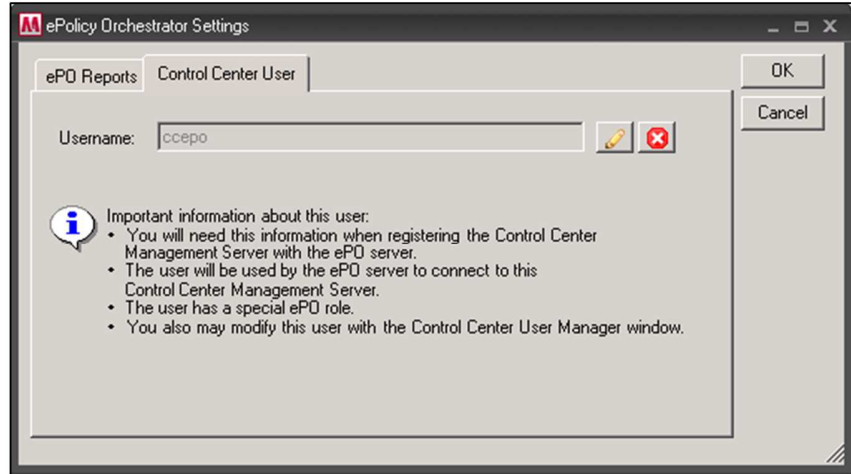 ePolicy Orchestrator Settings
ePO Reports
Control Center User
OK
Cancel
Username:
ccepo
Important information about this user:
• You will need this information when registering the Control Center
Management Server with the ePO server.
• The user will be used by the ePO server to connect to this
Control Center Management Server.
• The user has a special ePO role.
• You also may modify this user with the Control Center User Manager window.